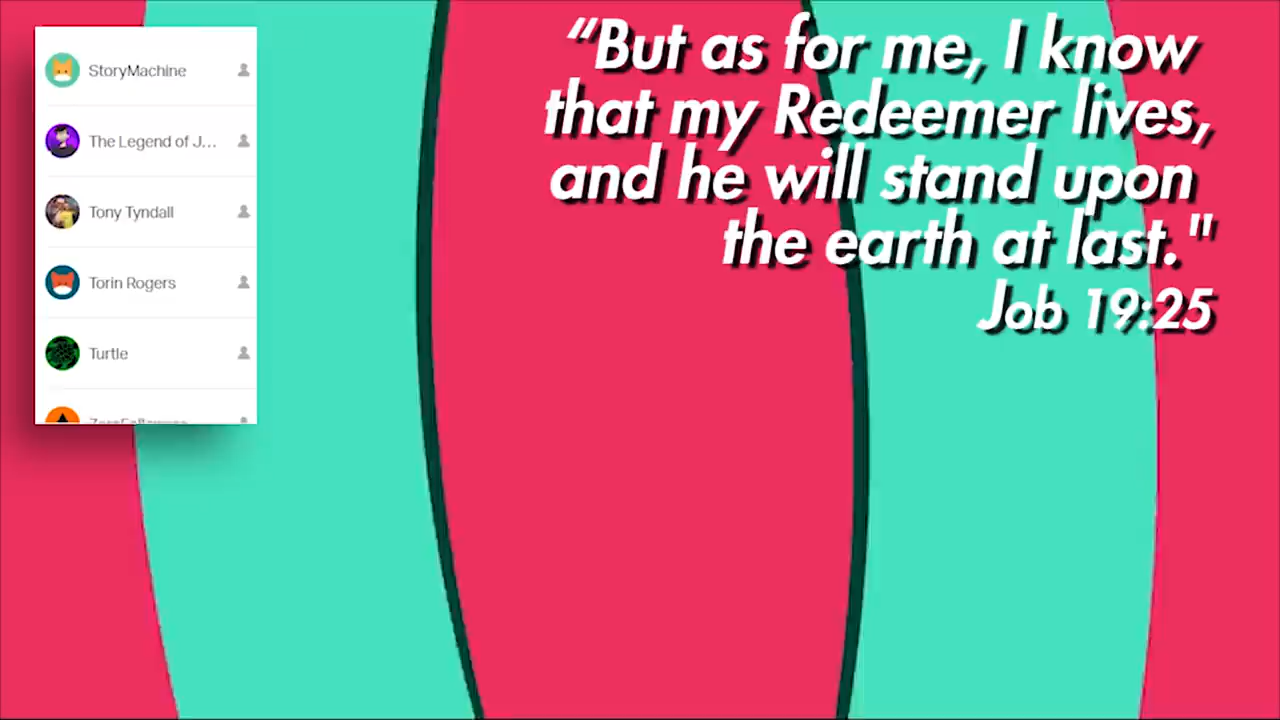 StoryMachine
The Legend of J...
Tony Tyndall
Torin Rogers
Turtle
“But as for me, I know
that my Redeemer lives,
and he will stand upon
the earth at last."
Job 19:25